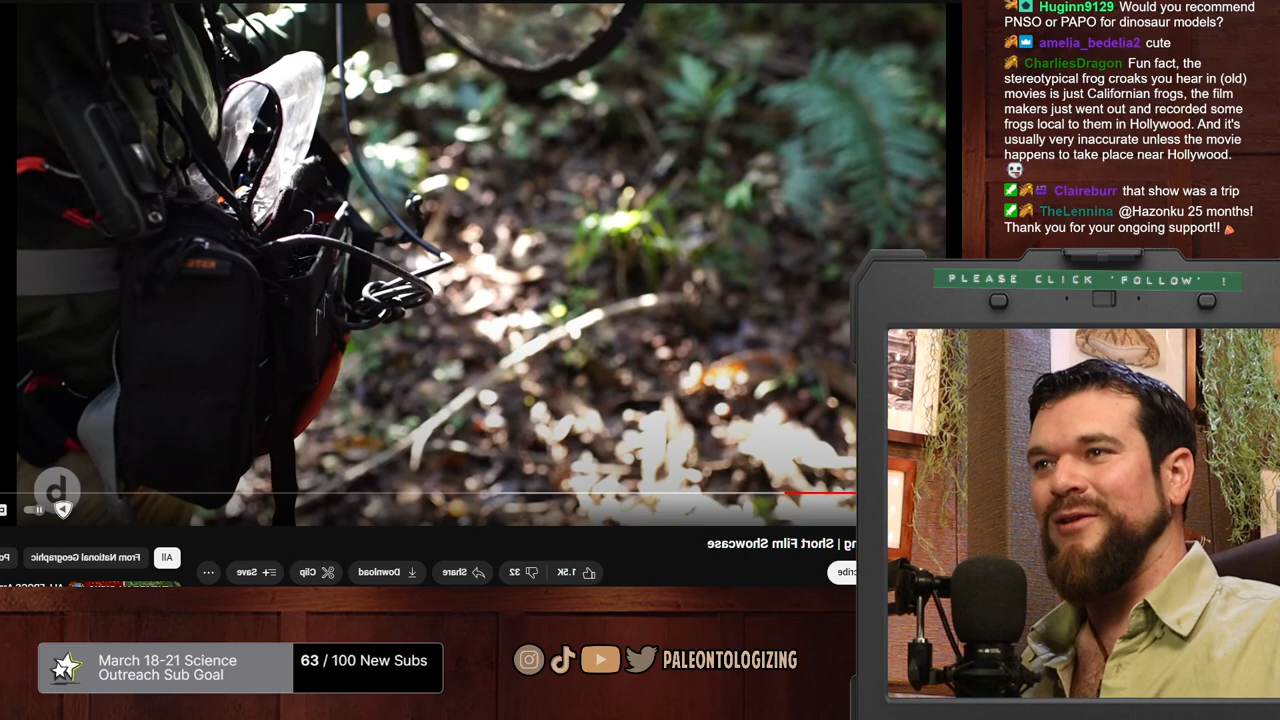 Huginn9129 Would you recommend
PNSO or PAPO for dinosaur models?
amelia_bedelia2 cute
CharliesDragon Fun fact, the
stereotypical frog croaks you hear in (old)
movies is just Californian frogs, the film
makers just went out and recorded some
frogs local to them in Hollywood. And it's
usually very inaccurate unless the movie
happens to take place near Hollywood.
Claireburr that show was a trip
TheLennina @Hazonku 25 months!
Thank you for your ongoing support!!
PLEASE CLICK 'FOLLOW' !
d
ng | Short Film Showcase
All
From National Geographic
Save
Clip
Download
Share
32
1.5K
cribe
March 18-21 Science
Outreach Sub Goal
63 / 100 New Subs
PALEONTOLOGIZING